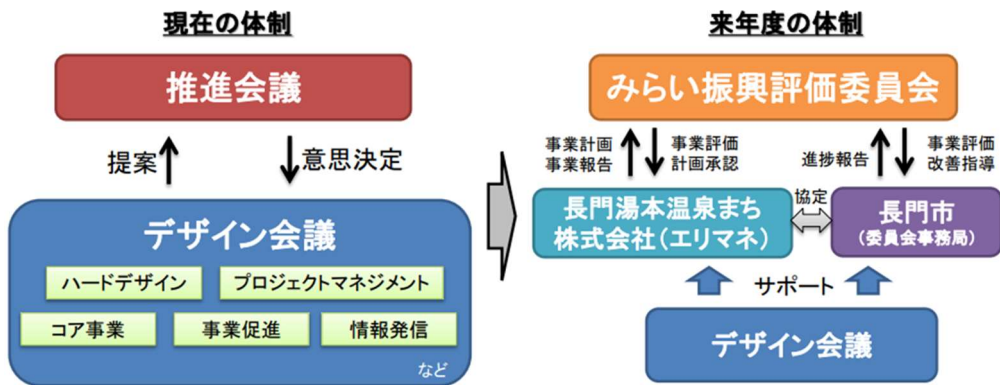 現在の体制
推進会議
提案
意思決定
デザイン会議
ハードデザイン
プロジェクトマネジメント
コア事業
事業促進
情報発信
など
来年度の体制
みらい振興評価委員会
事業計画
事業報告
事業評価
計画承認
進捗報告
事業評価
改善指導
長門湯本温泉まち
株式会社(エリマネ)
協定
長門市
(委員会事務局)
サポート
デザイン会議